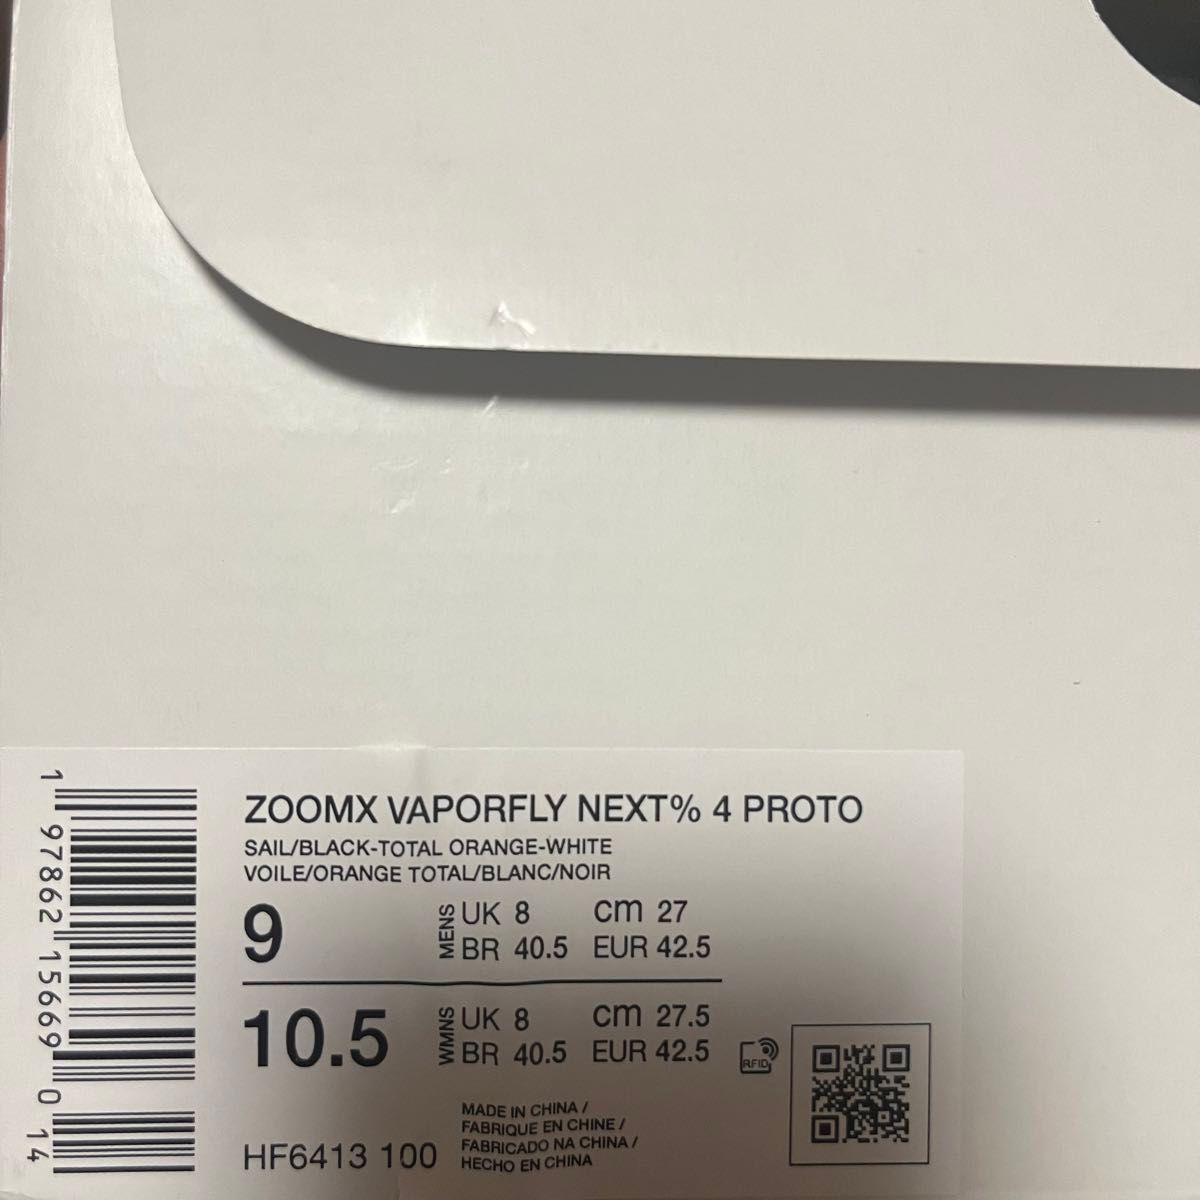 ZOOMX VAPORFLY NEXT% 4 PROTO
SAIL/BLACK-TOTAL ORANGE-WHITE
VOILE/ORANGE TOTAL/BLANC/NOIR
9 MENS UK 8 cm 27
BR 40.5 EUR 42.5
10.5 WMNS UK 8 cm 27.5
BR 40.5 EUR 42.5
RFID
HF6413 100
MADE IN CHINA /
FABRIQUE EN CHINE /
FABRICADO NA CHINA /
HECHO EN CHINA
1 97862 15669 0 14